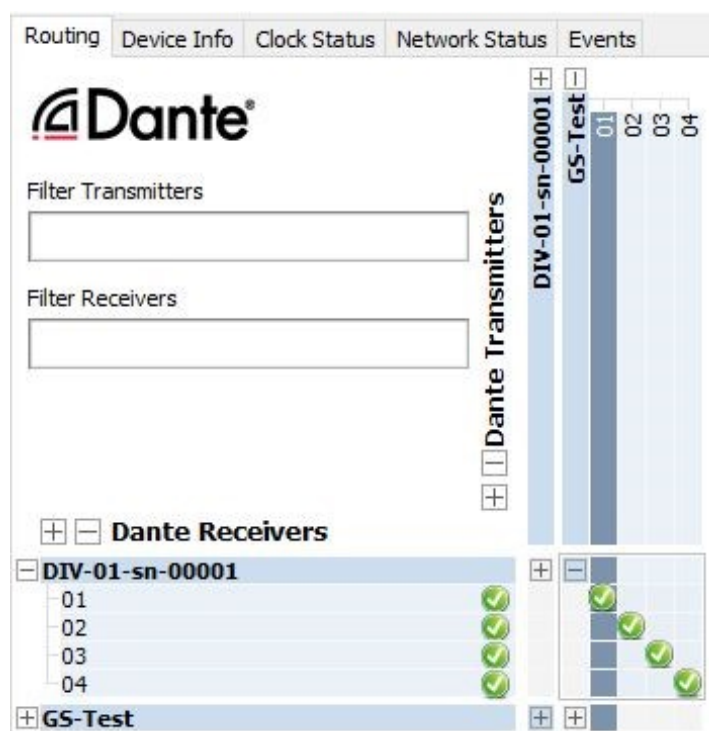 Routing Device Info Clock Status Network Status Events
Dante®
Filter Transmitters
Filter Receivers
Dante Transmitters
DIV-01-sn-00001
GS-Test
01
02
03
04
Dante Receivers
DIV-01-sn-00001
01
02
03
04
GS-Test